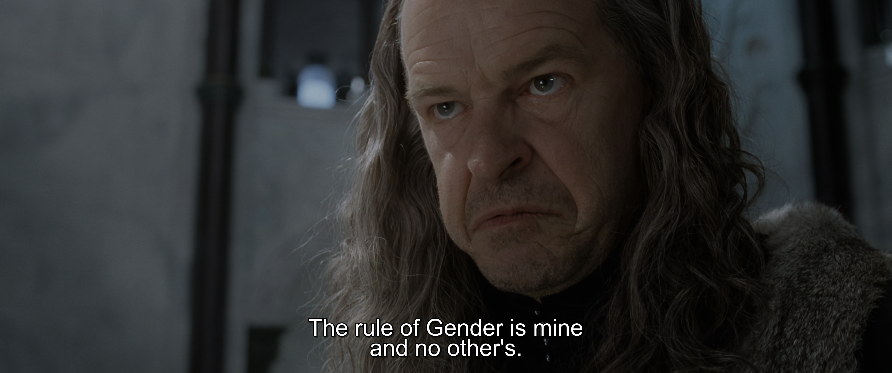 The rule of Gender is mine
and no other's.